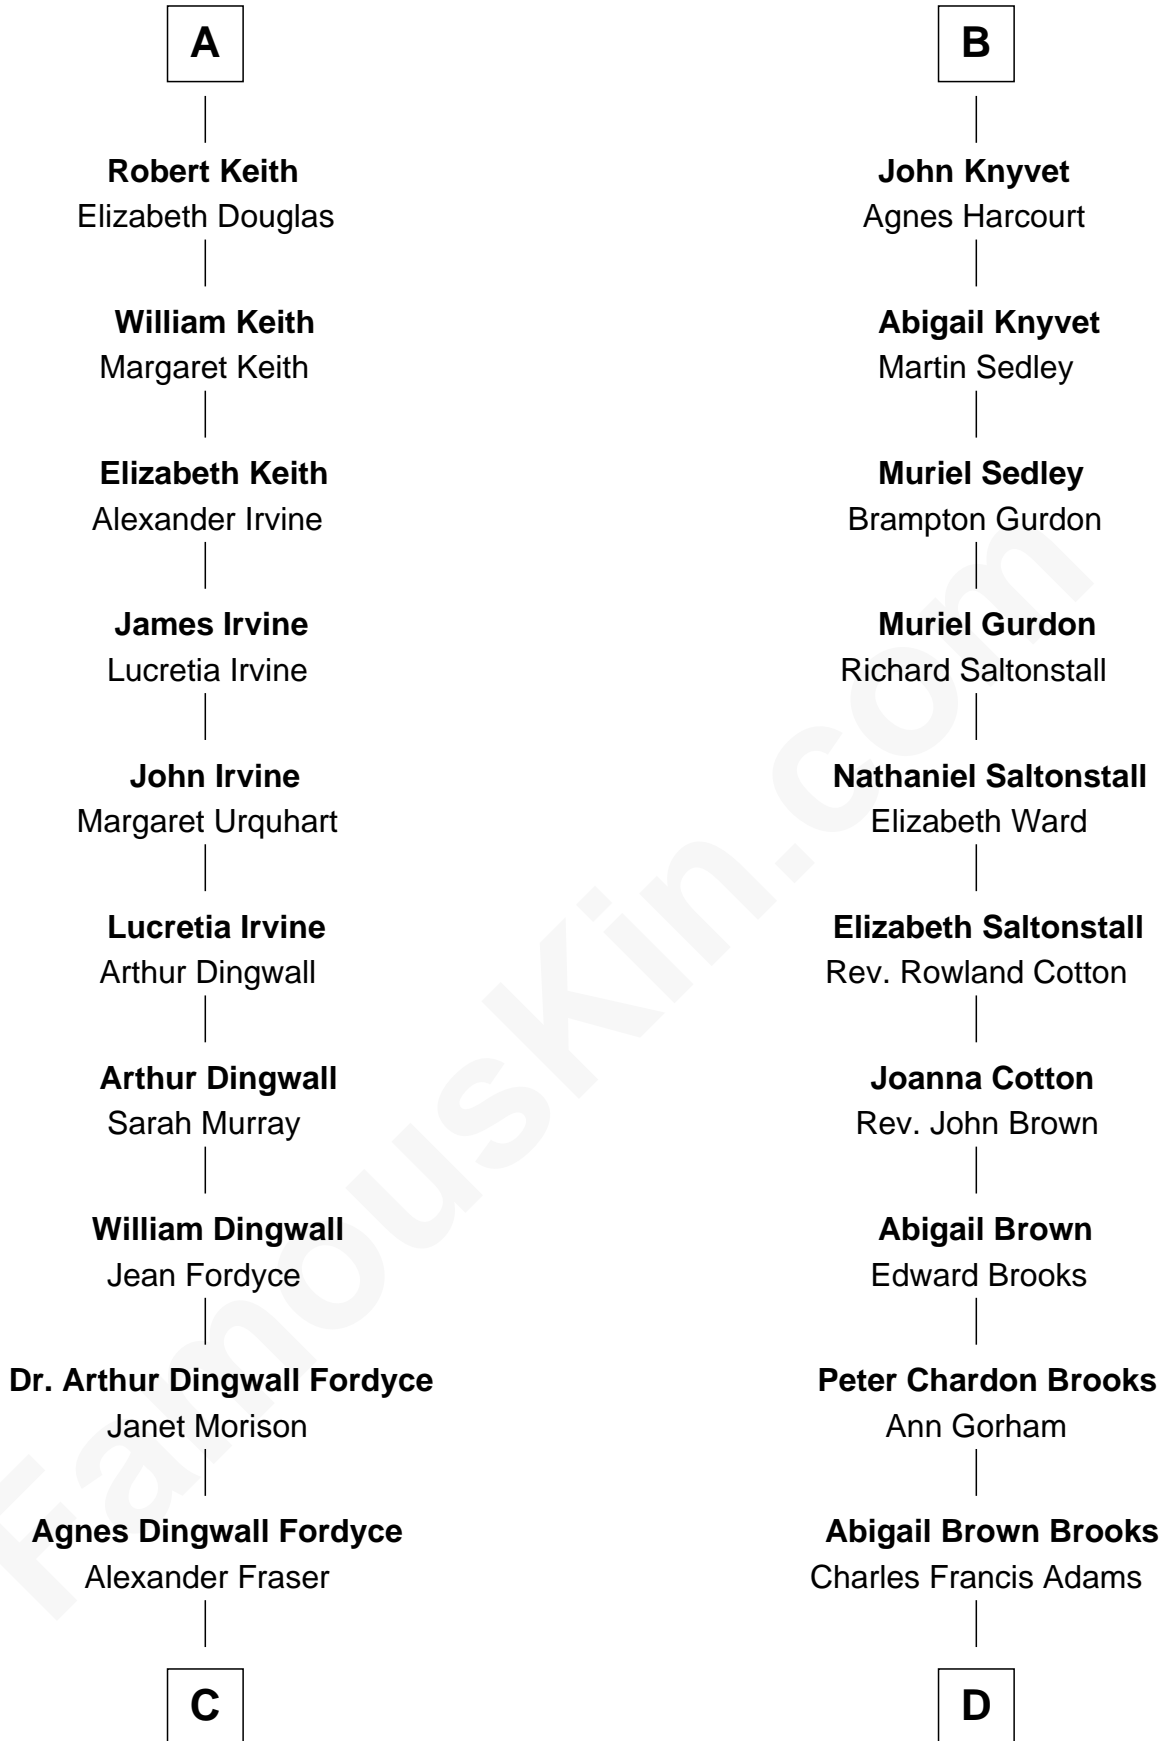 A
Robert Keith
Elizabeth Douglas
William Keith
Margaret Keith
Elizabeth Keith
Alexander Irvine
James Irvine
Lucretia Irvine
John Irvine
Margaret Urquhart
Lucretia Irvine
Arthur Dingwall
Arthur Dingwall
Sarah Murray
William Dingwall
Jean Fordyce
Dr. Arthur Dingwall Fordyce
Janet Morison
Agnes Dingwall Fordyce
Alexander Fraser
C
B
John Knyvet
Agnes Harcourt
Abigail Knyvet
Martin Sedley
Muriel Sedley
Brampton Gurdon
Muriel Gurdon
Richard Saltonstall
Nathaniel Saltonstall
Elizabeth Ward
Elizabeth Saltonstall
Rev. Rowland Cotton
Joanna Cotton
Rev. John Brown
Abigail Brown
Edward Brooks
Peter Chardon Brooks
Ann Gorham
Abigail Brown Brooks
Charles Francis Adams
D
FamousKin.com